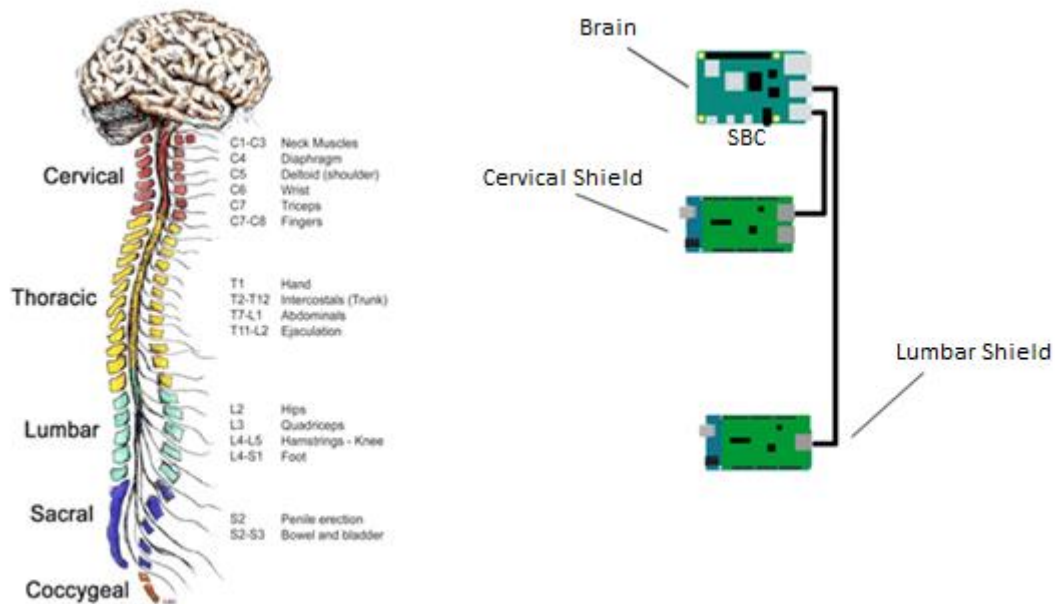 Cervical
C1-C3 Neck Muscles
C4 Diaphragm
C5 Deltoid (shoulder)
C6 Wrist
C7 Triceps
C7-C8 Fingers
Thoracic
T1 Hand
T2-T12 Intercostals (Trunk)
T7-L1 Abdominals
T11-L2 Ejaculation
Lumbar
L2 Hips
L3 Quadriceps
L4-L5 Hamstrings - Knee
L4-S1 Foot
Sacral
S2 Penile erection
S2-S3 Bowel and bladder
Coccygeal
Brain
SBC
Cervical Shield
Lumbar Shield